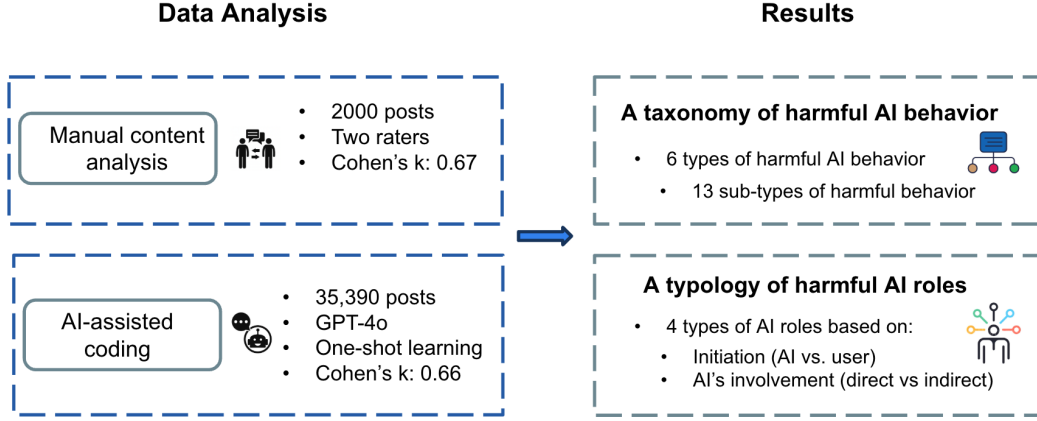 Data Analysis
Results
Manual content
analysis
• 2000 posts
• Two raters
• Cohen's k: 0.67
AI-assisted
coding
• 35,390 posts
• GPT-4o
• One-shot learning
• Cohen's k: 0.66
A taxonomy of harmful AI behavior
• 6 types of harmful AI behavior
• 13 sub-types of harmful behavior
A typology of harmful AI roles
• 4 types of AI roles based on:
• Initiation (AI vs. user)
• AI's involvement (direct vs indirect)